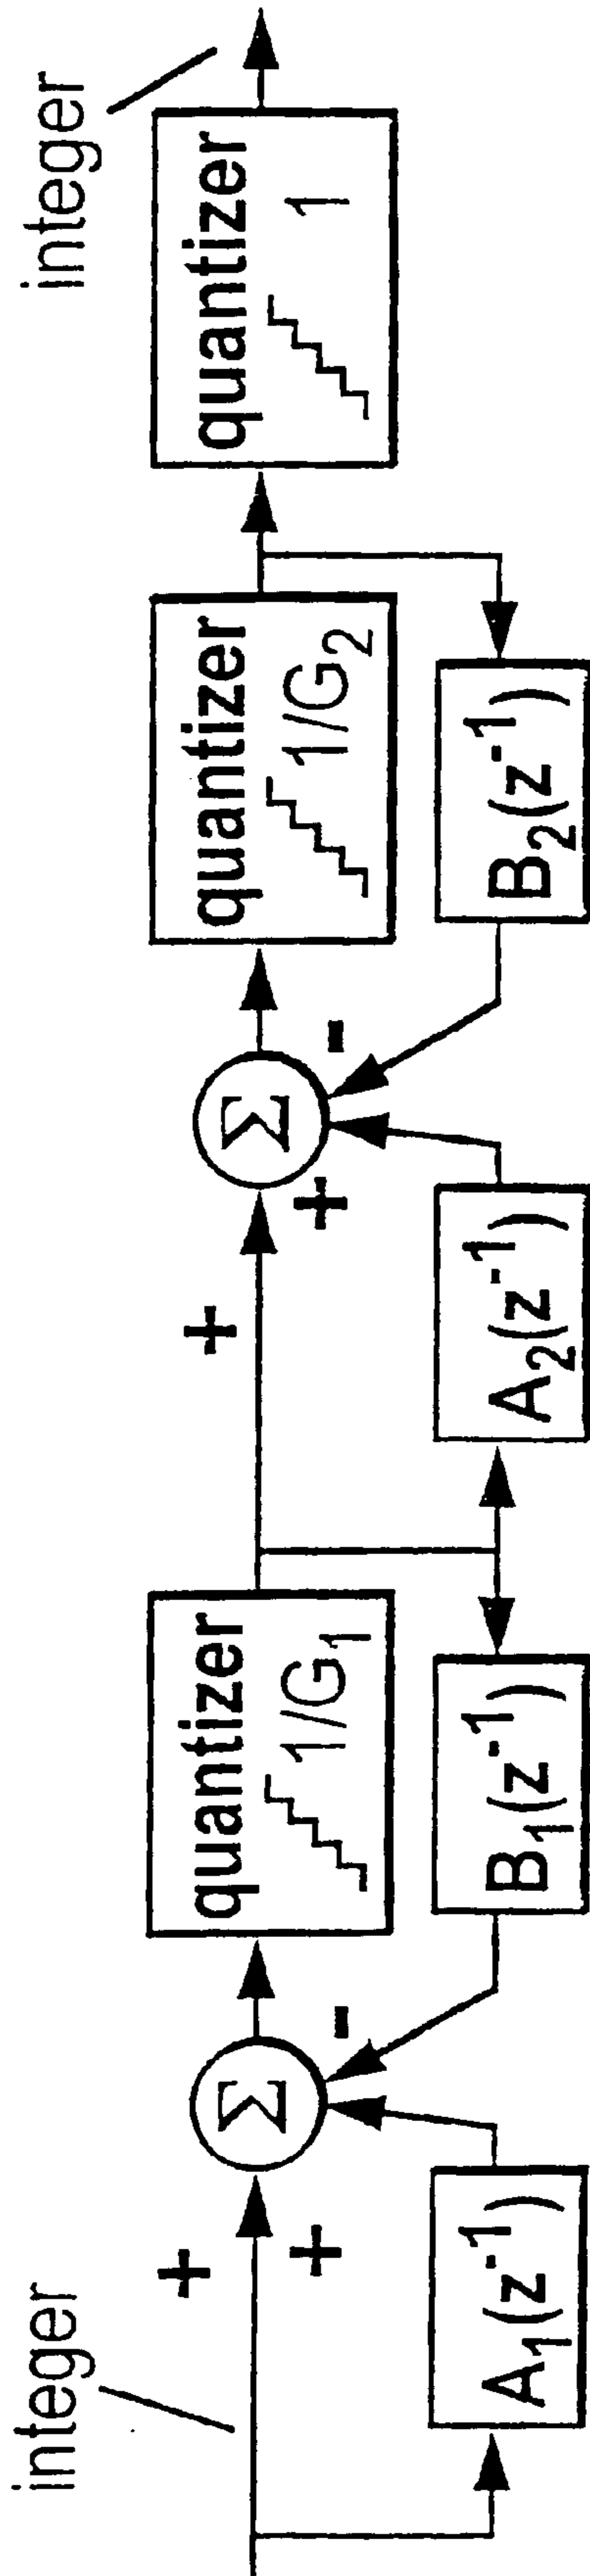 integer
+
+
Σ
-
quantizer
1/G₁
A₁(z⁻¹)
B₁(z⁻¹)
+
+
Σ
-
quantizer
1/G₂
A₂(z⁻¹)
B₂(z⁻¹)
quantizer
1
integer